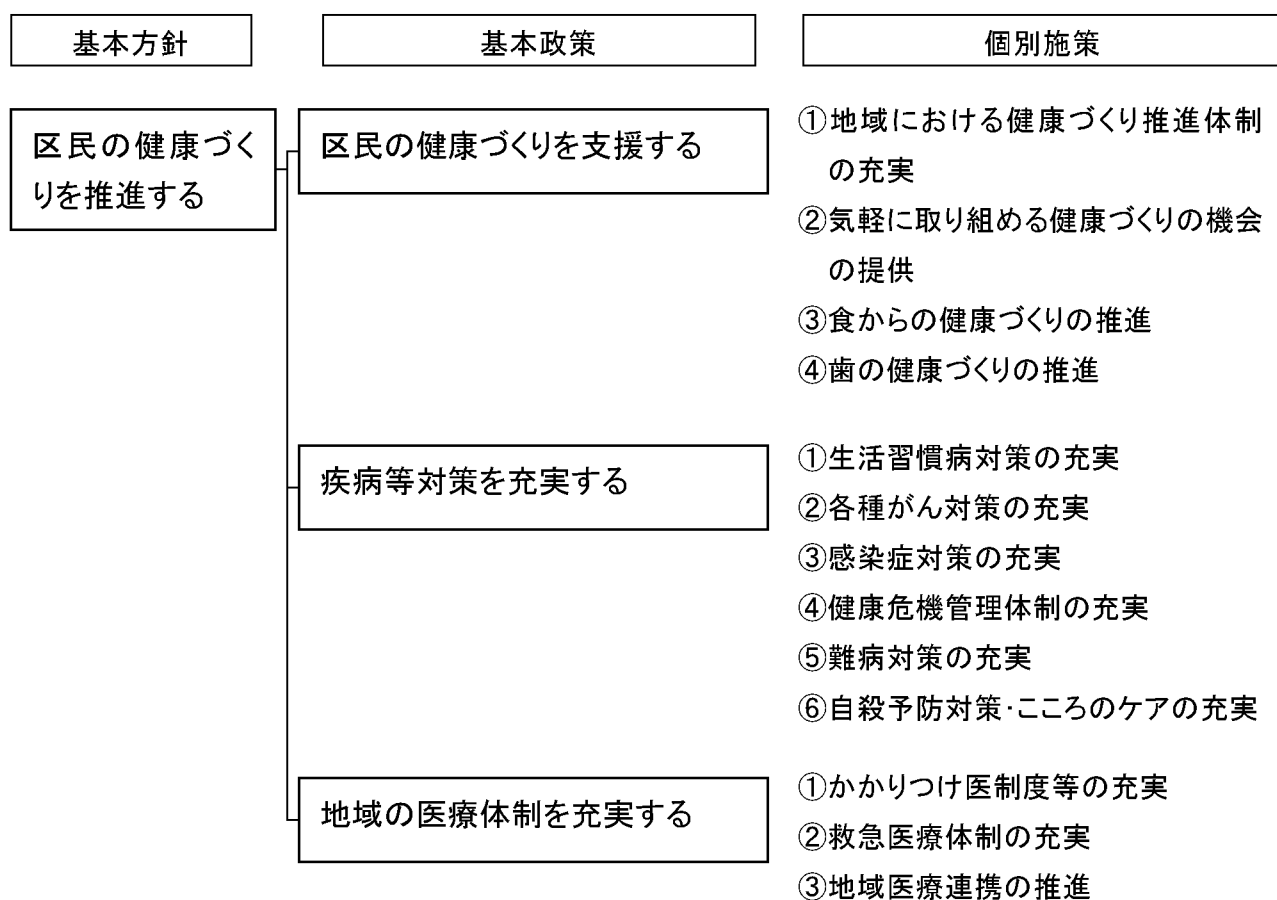 基本方針
基本政策
個別施策
区民の健康づく
りを推進する
区民の健康づくりを支援する
①地域における健康づくり推進体制
の充実
②気軽に取り組める健康づくりの機会
の提供
③食からの健康づくりの推進
④歯の健康づくりの推進
疾病等対策を充実する
①生活習慣病対策の充実
②各種がん対策の充実
③感染症対策の充実
④健康危機管理体制の充実
⑤難病対策の充実
⑥自殺予防対策・こころのケアの充実
地域の医療体制を充実する
①かかりつけ医制度等の充実
②救急医療体制の充実
③地域医療連携の推進